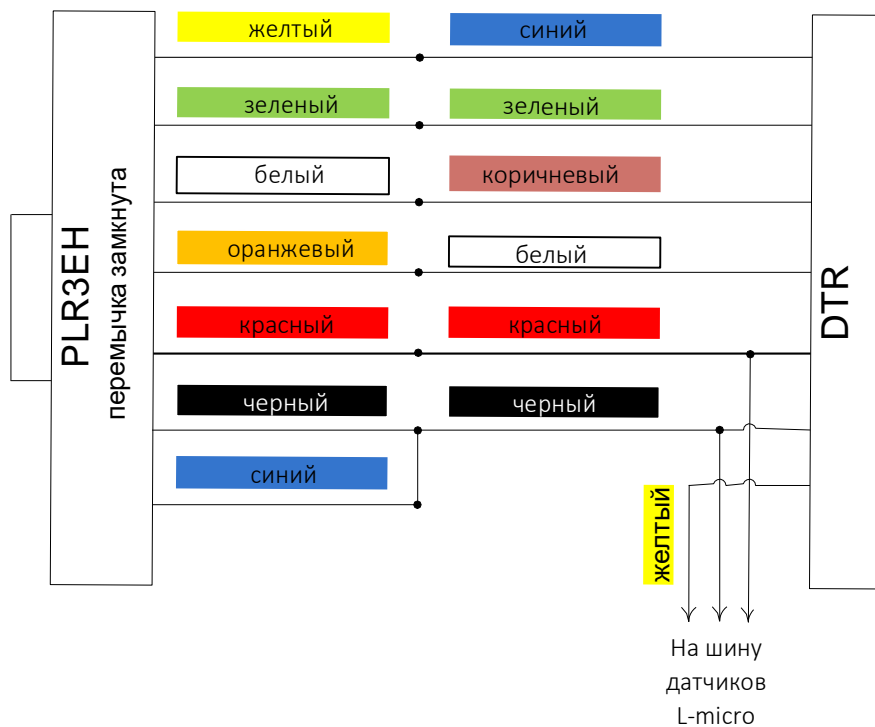 PLR3EH
перемычка замкнута
желтый
синий
зеленый
зеленый
белый
коричневый
оранжевый
белый
красный
красный
черный
черный
синий
желтый
DTR
На шину
датчиков
L-micro